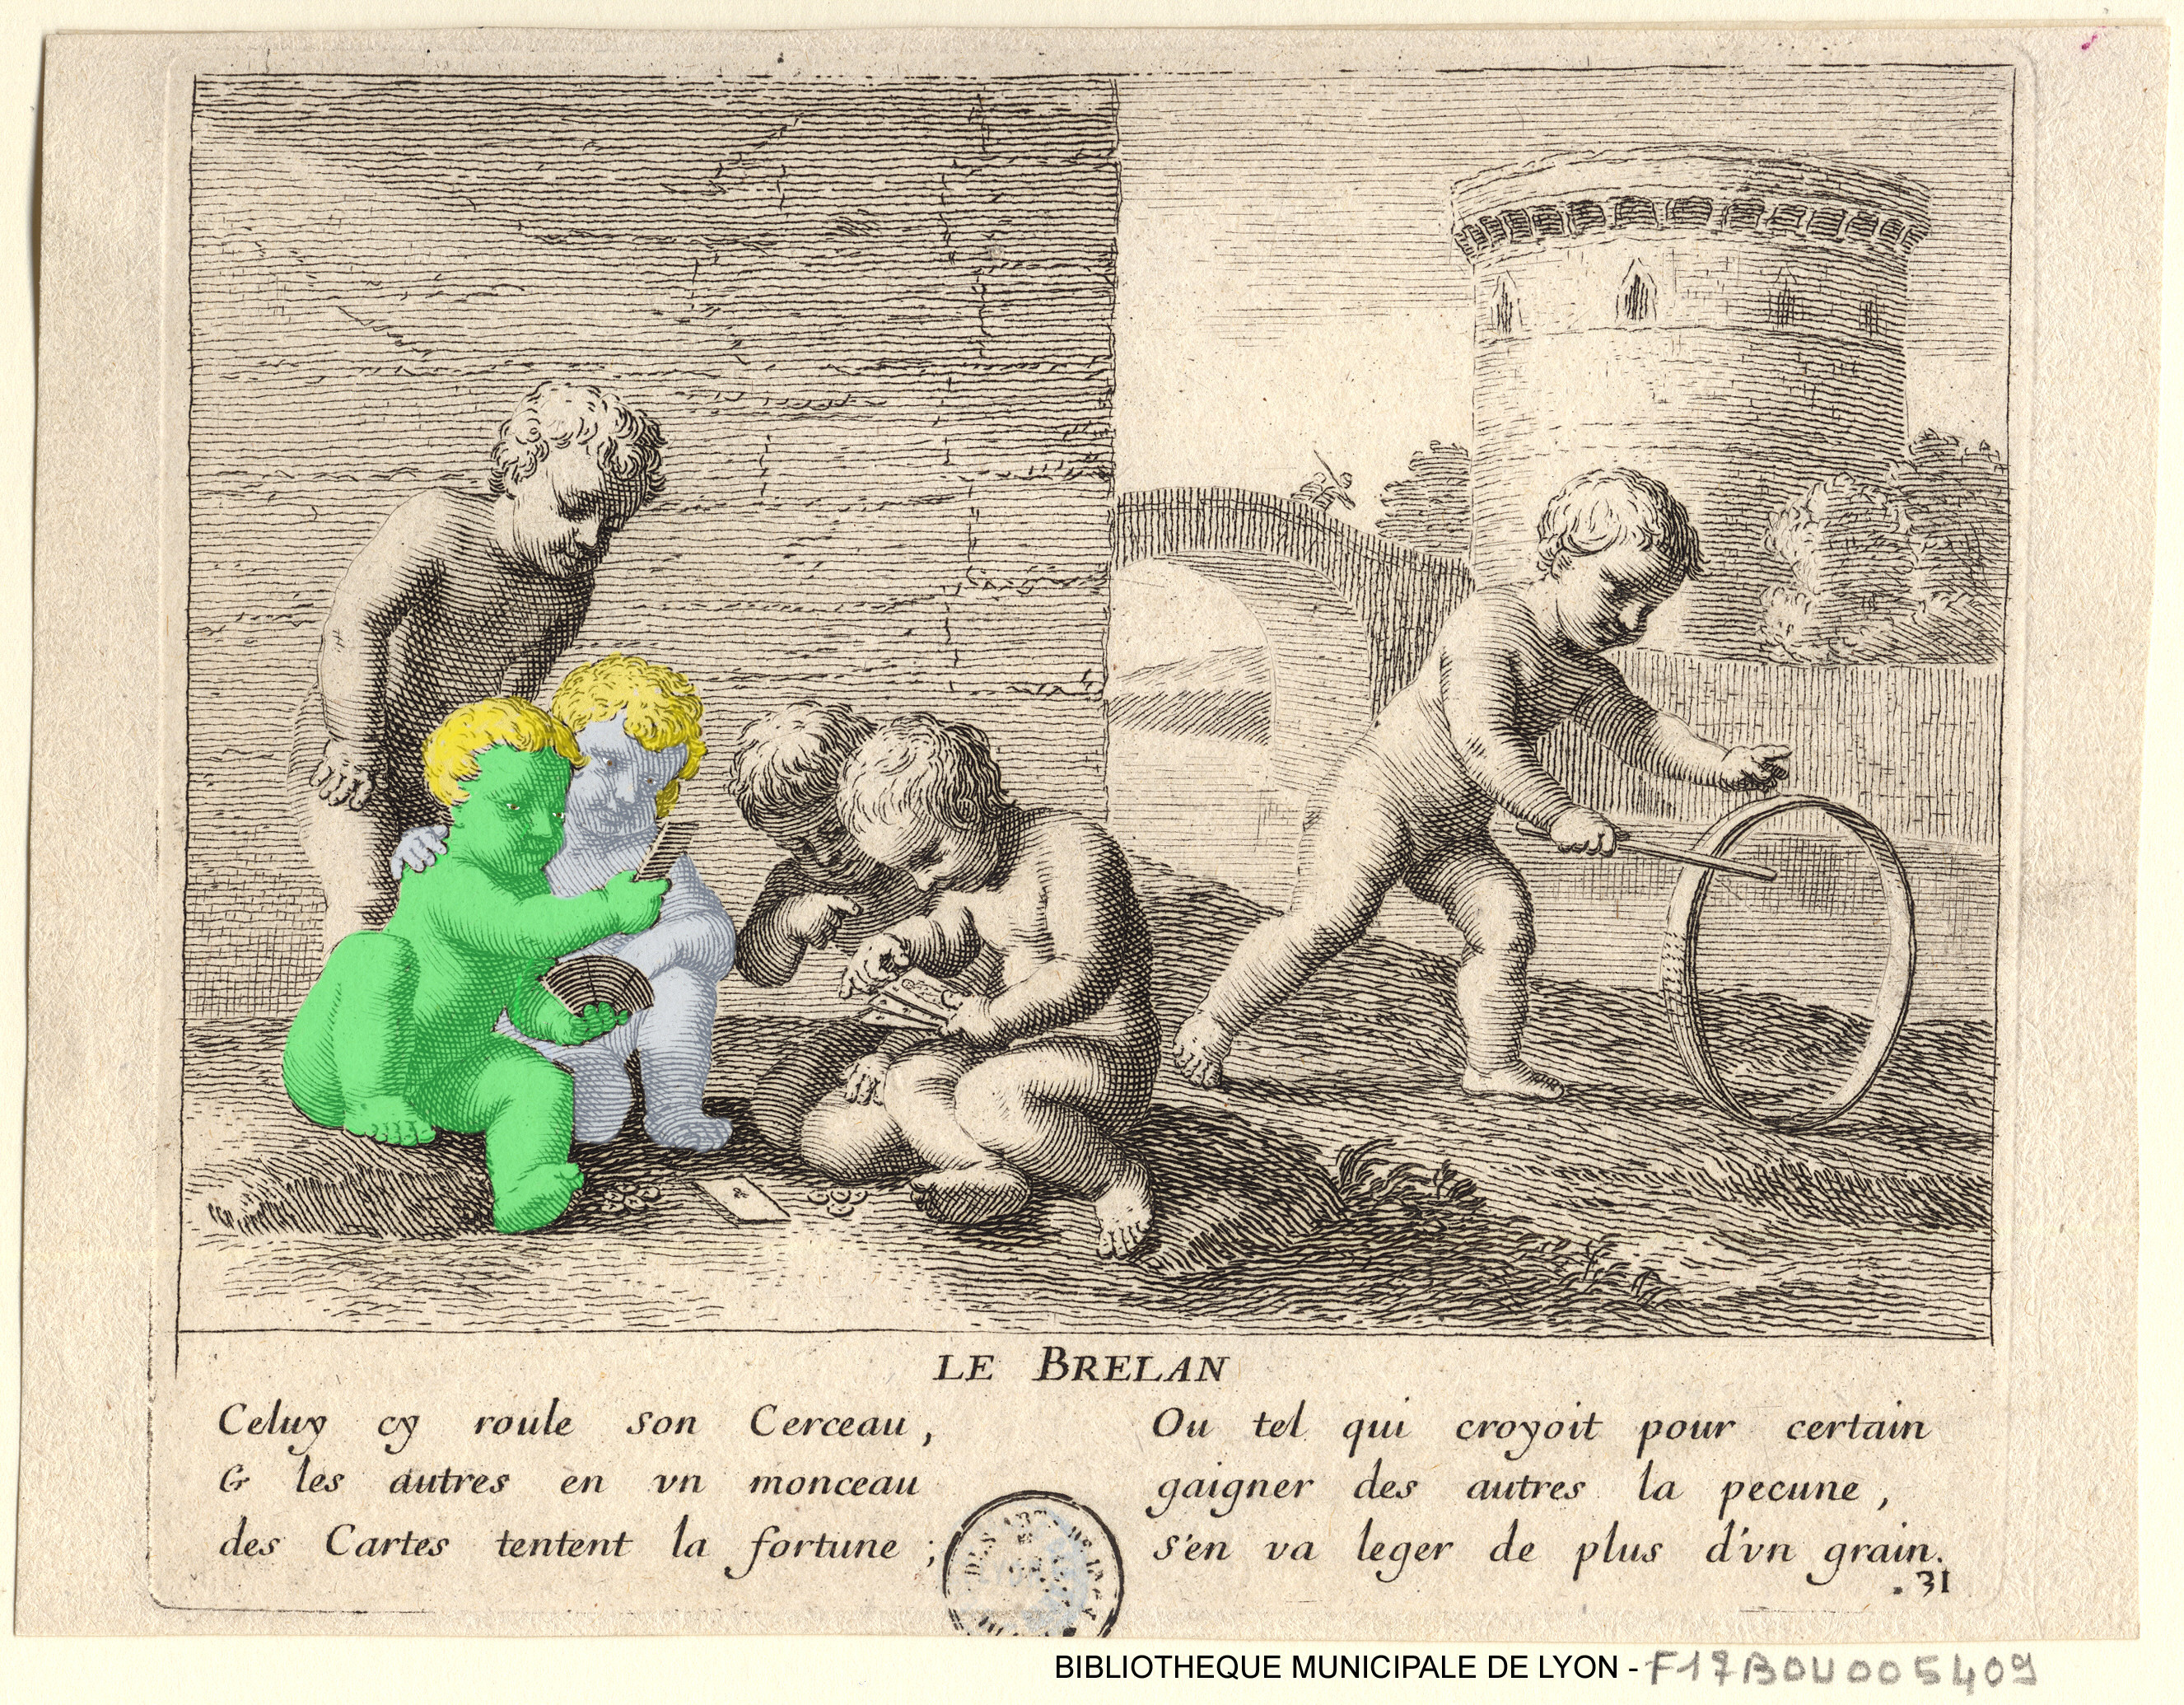 LE BRELAN
Celuy cy roule son Cerceau,
& les autres en vn monceau
des Cartes tentent la fortune ;
Ou tel qui croyoit pour certain
gaigner des autres la pecune,
s'en va leger de plus d'vn grain.
.31
BIBLIOTHEQUE MUNICIPALE DE LYON - F17BOU005409